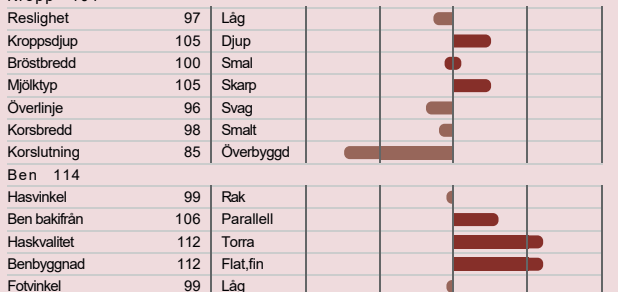 Reslighet 97 Låg
Kroppsdjup 105 Djup
Bröstbredd 100 Smal
Mjölktyp 105 Skarp
Överlinje 96 Svag
Korsbredd 98 Smalt
Korslutning 85 Överbyggd
Ben 114
Hasvinkel 99 Rak
Ben bakifrån 106 Parallell
Haskvalitet 112 Torra
Benbyggnad 112 Flat,fin
Fotvinkel 99 Låg